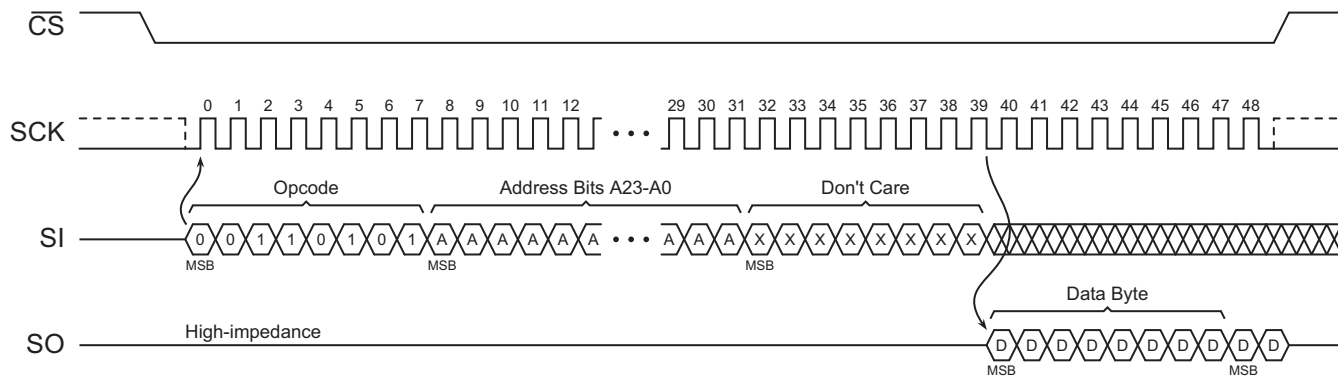 CS
0 1 2 3 4 5 6 7 8 9 10 11 12 29 30 31 32 33 34 35 36 37 38 39 40 41 42 43 44 45 46 47 48
SCK
Opcode Address Bits A23-A0 Don't Care
SI 0 0 1 1 0 1 0 1 A A A A A A A A A X X X X X X X X
MSB MSB MSB
Data Byte
High-impedance
SO D D D D D D D D D D
MSB MSB